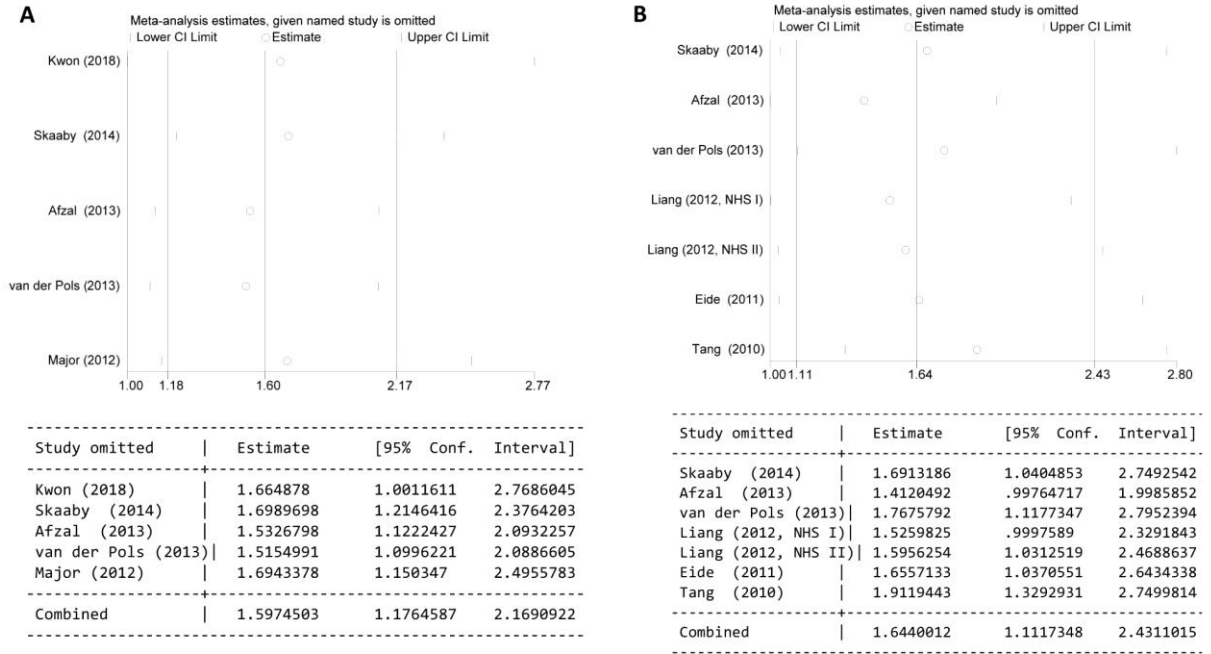 A
Meta-analysis estimates, given named study is omitted
Lower CI Limit Estimate Upper CI Limit
Kwon (2018)
Skaaby (2014)
Afzal (2013)
van der Pols (2013)
Major (2012)
1.00 1.18 1.60 2.17 2.77
Study omitted | Estimate [95% Conf. Interval]
Kwon (2018) | 1.664878 1.0011611 2.7686045
Skaaby (2014) | 1.6989698 1.2146416 2.3764203
Afzal (2013) | 1.5326798 1.1222427 2.0932257
van der Pols (2013)| 1.5154991 1.0996221 2.0886605
Major (2012) | 1.6943378 1.150347 2.4955783
Combined | 1.5974503 1.1764587 2.1690922
B
Meta-analysis estimates, given named study is omitted
Lower CI Limit Estimate Upper CI Limit
Skaaby (2014)
Afzal (2013)
van der Pols (2013)
Liang (2012, NHS I)
Liang (2012, NHS II)
Eide (2011)
Tang (2010)
1.00 1.11 1.64 2.43 2.80
Study omitted | Estimate [95% Conf. Interval]
Skaaby (2014) | 1.6913186 1.0404853 2.7492542
Afzal (2013) | 1.4120492 .99764717 1.9985852
van der Pols (2013)| 1.7675792 1.1177347 2.7952394
Liang (2012, NHS I)| 1.5259825 .9997589 2.3291843
Liang (2012, NHS II)| 1.5956254 1.0312519 2.4688637
Eide (2011) | 1.6557133 1.0370551 2.6434338
Tang (2010) | 1.9119443 1.3292931 2.7499814
Combined | 1.6440012 1.1117348 2.4311015